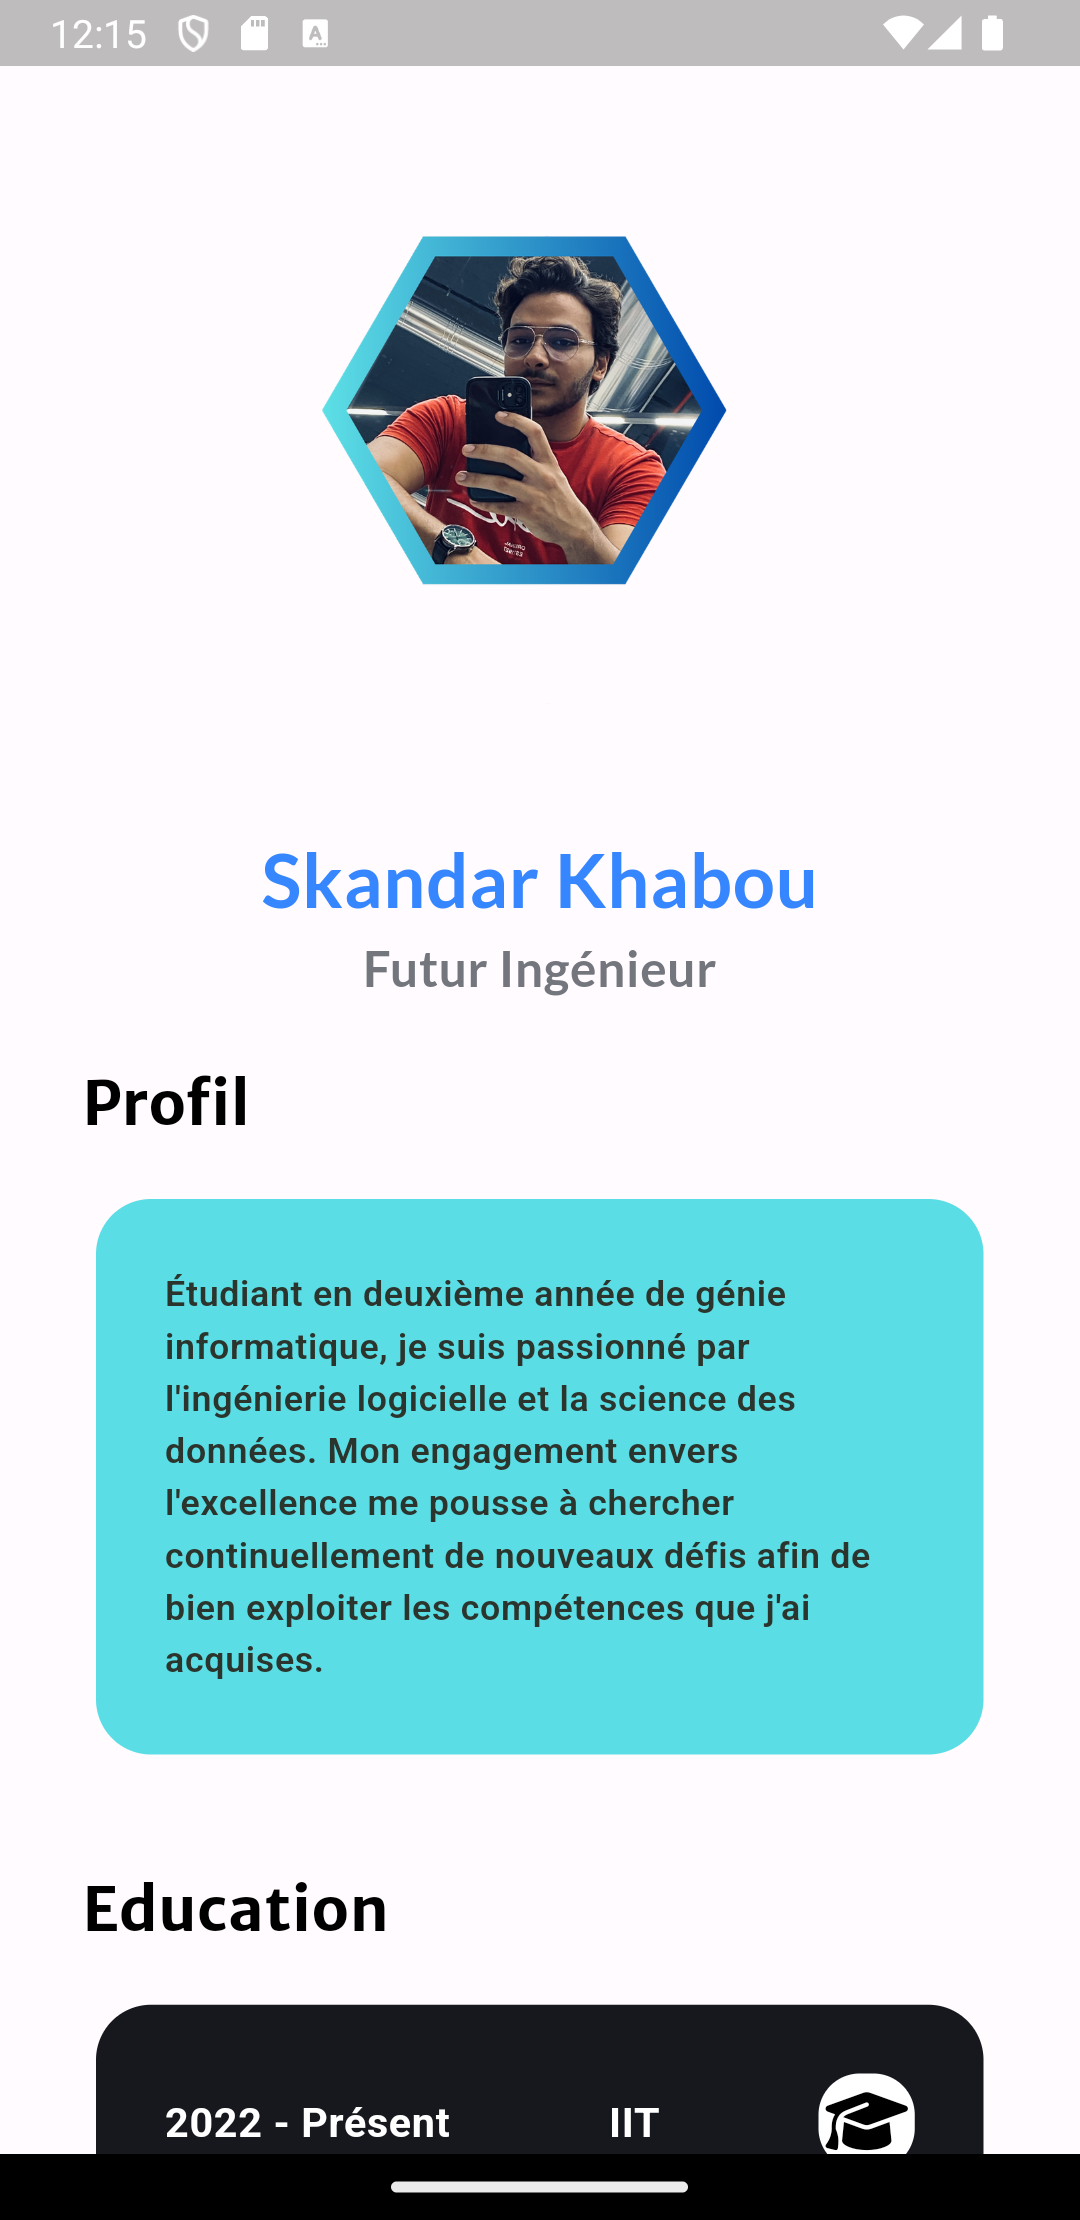 12:15
Skandar Khabou
Futur Ingénieur
Profil
Étudiant en deuxième année de génie
informatique, je suis passionné par
l'ingénierie logicielle et la science des
données. Mon engagement envers
l'excellence me pousse à chercher
continuellement de nouveaux défis afin de
bien exploiter les compétences que j'ai
acquises.
Education
2022 - Présent IIT